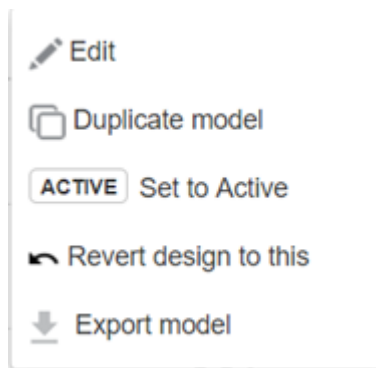 Edit
Duplicate model
ACTIVE Set to Active
Revert design to this
Export model